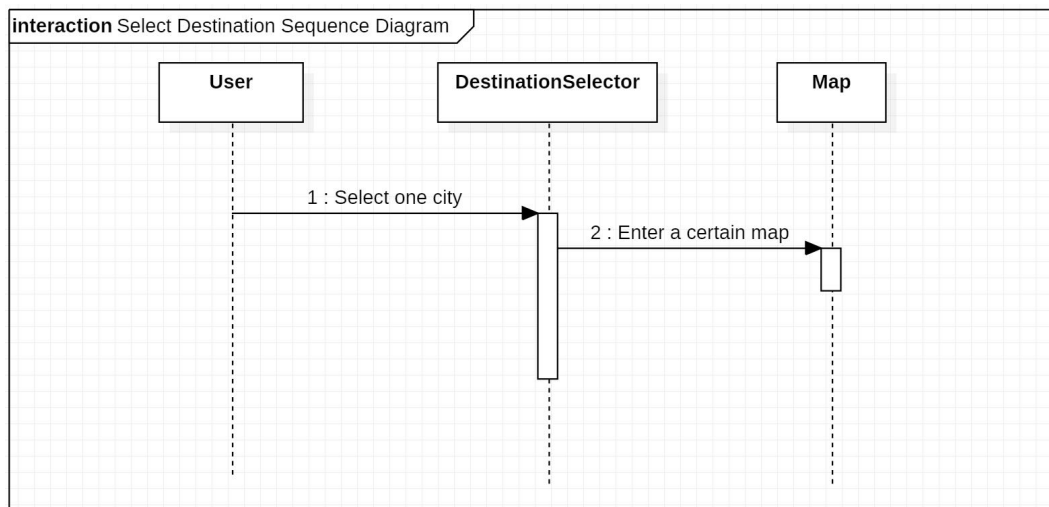 interaction Select Destination Sequence Diagram
User
DestinationSelector
Map
1 : Select one city
2 : Enter a certain map